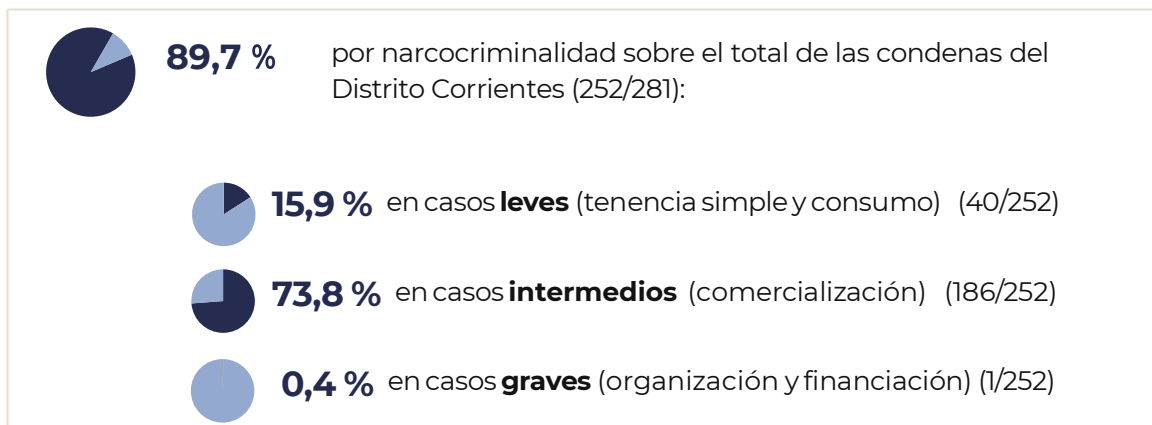 89,7 % por narcocriminalidad sobre el total de las condenas del
Distrito Corrientes (252/281):
15,9 % en casos leves (tenencia simple y consumo) (40/252)
73,8 % en casos intermedios (comercialización) (186/252)
0,4 % en casos graves (organización y financiación) (1/252)